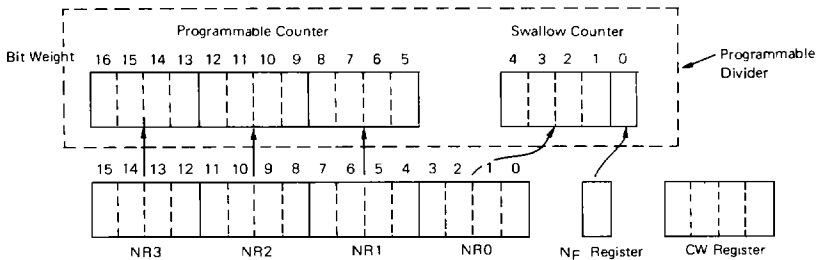 Programmable Counter Swallow Counter
Bit Weight 16 15 14 13 12 11 10 9 8 7 6 5 4 3 2 1 0
Programmable
Divider
15 14 13 12 11 10 9 8 7 6 5 4 3 2 1 0
NR3 NR2 NR1 NR0 NF Register CW Register